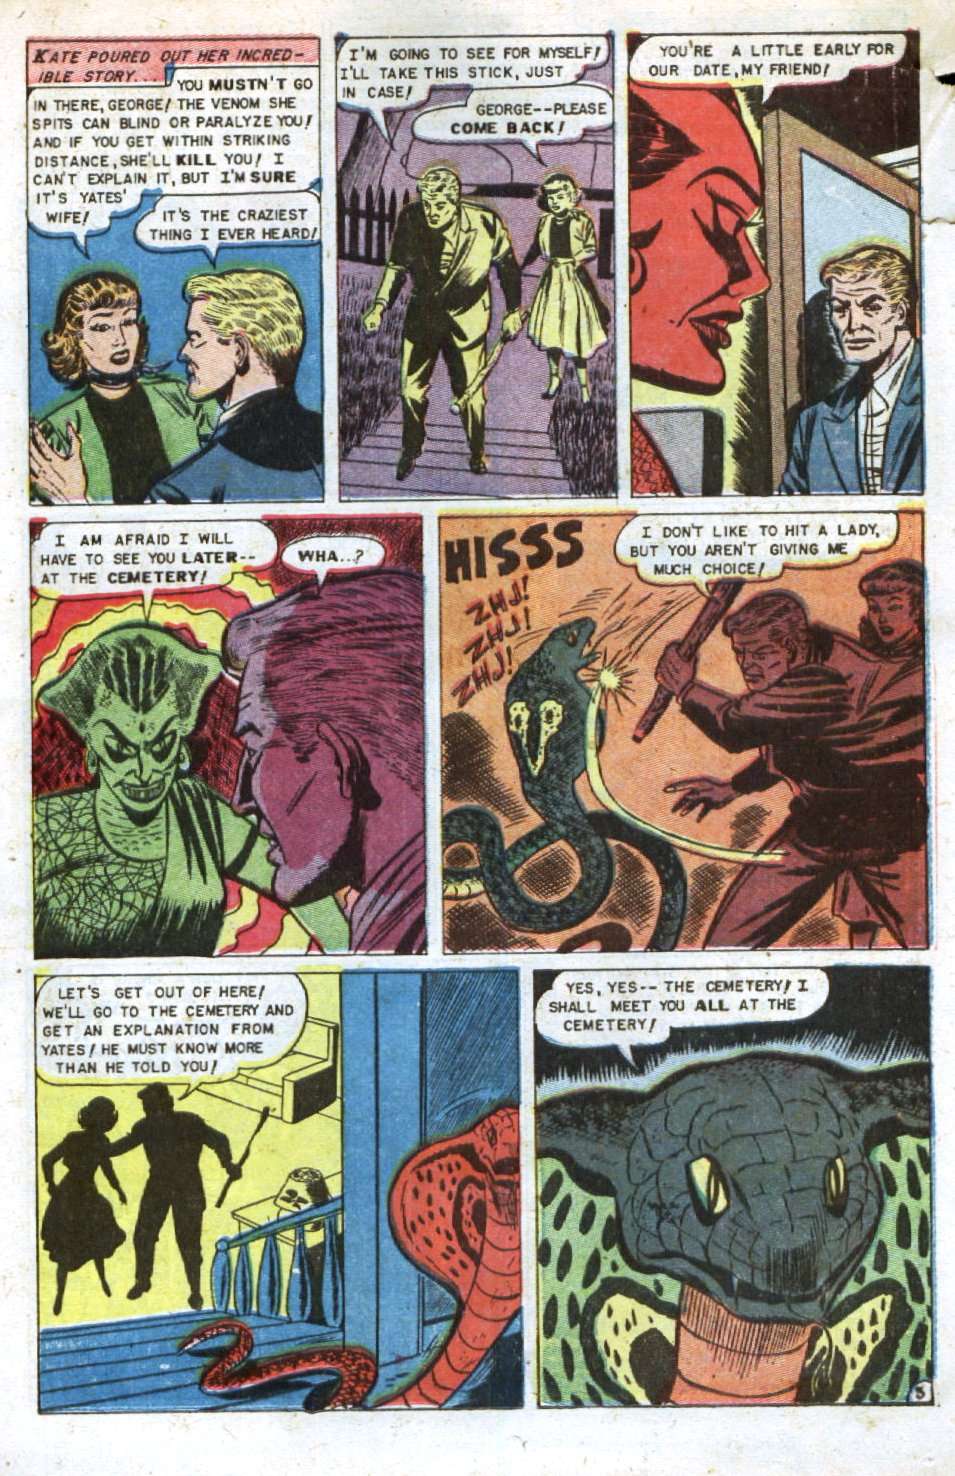 KATE POURED OUT HER INCRED-
IBLE STORY...
YOU MUSTN'T GO
IN THERE, GEORGE! THE VENOM SHE
SPITS CAN BLIND OR PARALYZE YOU!
AND IF YOU GET WITHIN STRIKING
DISTANCE, SHE'LL KILL YOU! I
CAN'T EXPLAIN IT, BUT I'M SURE
IT'S YATES'
WIFE!
IT'S THE CRAZIEST
THING I EVER HEARD!
I'M GOING TO SEE FOR MYSELF!
I'LL TAKE THIS STICK, JUST
IN CASE!
GEORGE--PLEASE
COME BACK!
YOU'RE A LITTLE EARLY FOR
OUR DATE, MY FRIEND!
I AM AFRAID I WILL
HAVE TO SEE YOU LATER--
AT THE CEMETERY!
WHA...?
HISSS
ZHJ!
ZHJ!
ZHJ!
I DON'T LIKE TO HIT A LADY,
BUT YOU AREN'T GIVING ME
MUCH CHOICE!
LET'S GET OUT OF HERE!
WE'LL GO TO THE CEMETERY AND
GET AN EXPLANATION FROM
YATES! HE MUST KNOW MORE
THAN HE TOLD YOU!
YES, YES-- THE CEMETERY! I
SHALL MEET YOU ALL AT THE
CEMETERY!